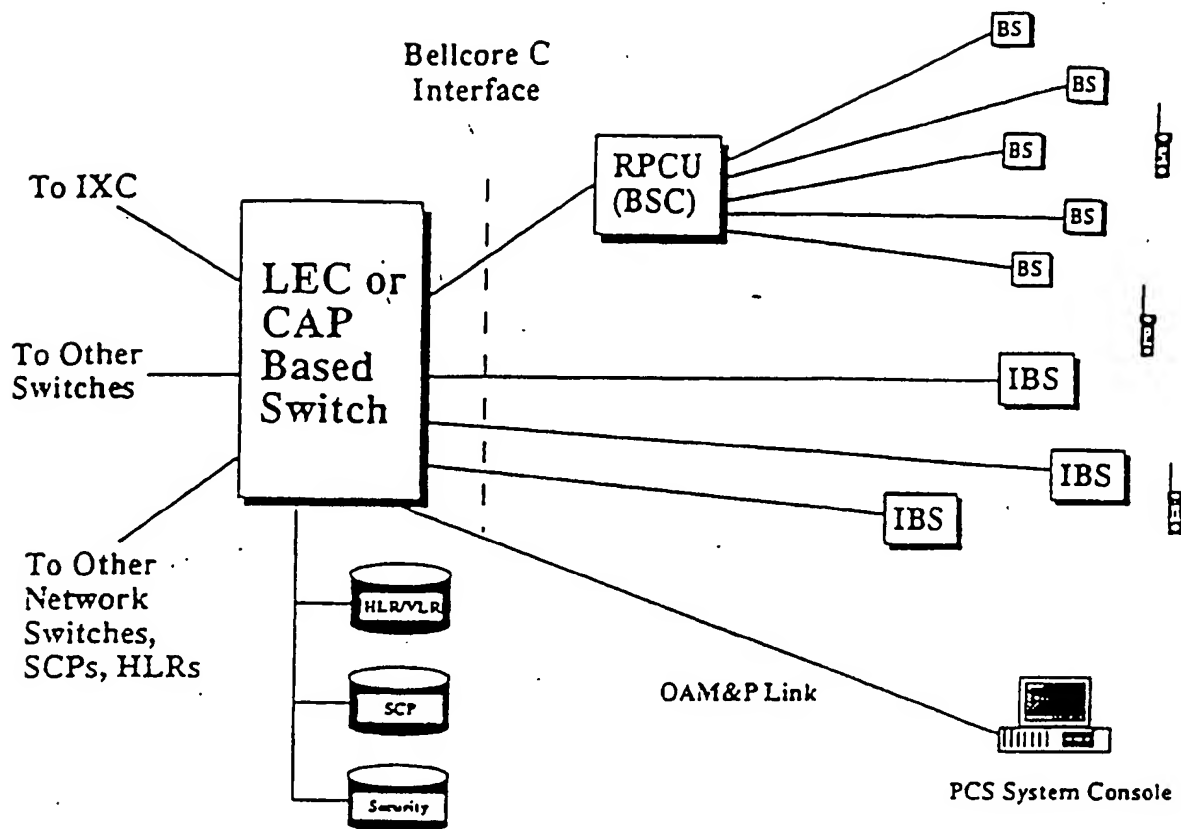 Bellcore C
Interface
BS
BS
BS
BS
BS
RPCU
(BSC)
To IXC
LEC or
CAP
Based
Switch
To Other
Switches
IBS
IBS
IBS
To Other
Network
Switches,
SCPs, HLRs
HLR/VLR
SCP
Security
OAM&P Link
PCS System Console